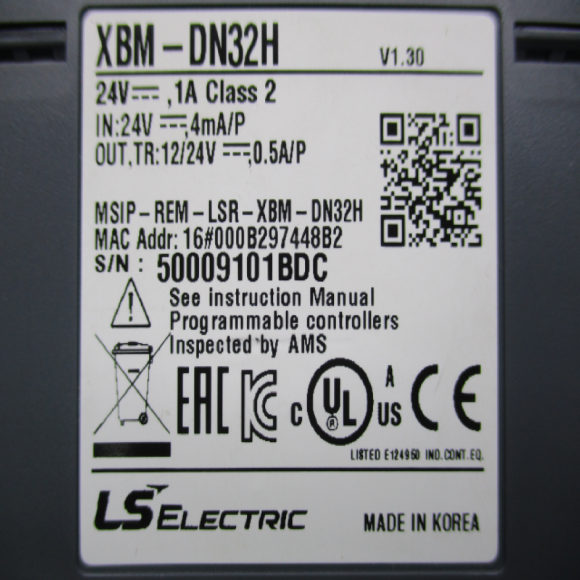 XBM-DN32H V1.30
24V⎓, 1A Class 2
IN:24V ⎓, 4mA/P
OUT,TR:12/24V ⎓, 0.5A/P
MSIP-REM-LSR-XBM-DN32H
MAC Addr: 16#000B297448B2
S/N : 50009101BDC
See instruction Manual
Programmable controllers
Inspected by AMS
EAC KC C UL ® A US CE
LISTED E124950 IND.CONT.EQ.
LS ELECTRIC MADE IN KOREA